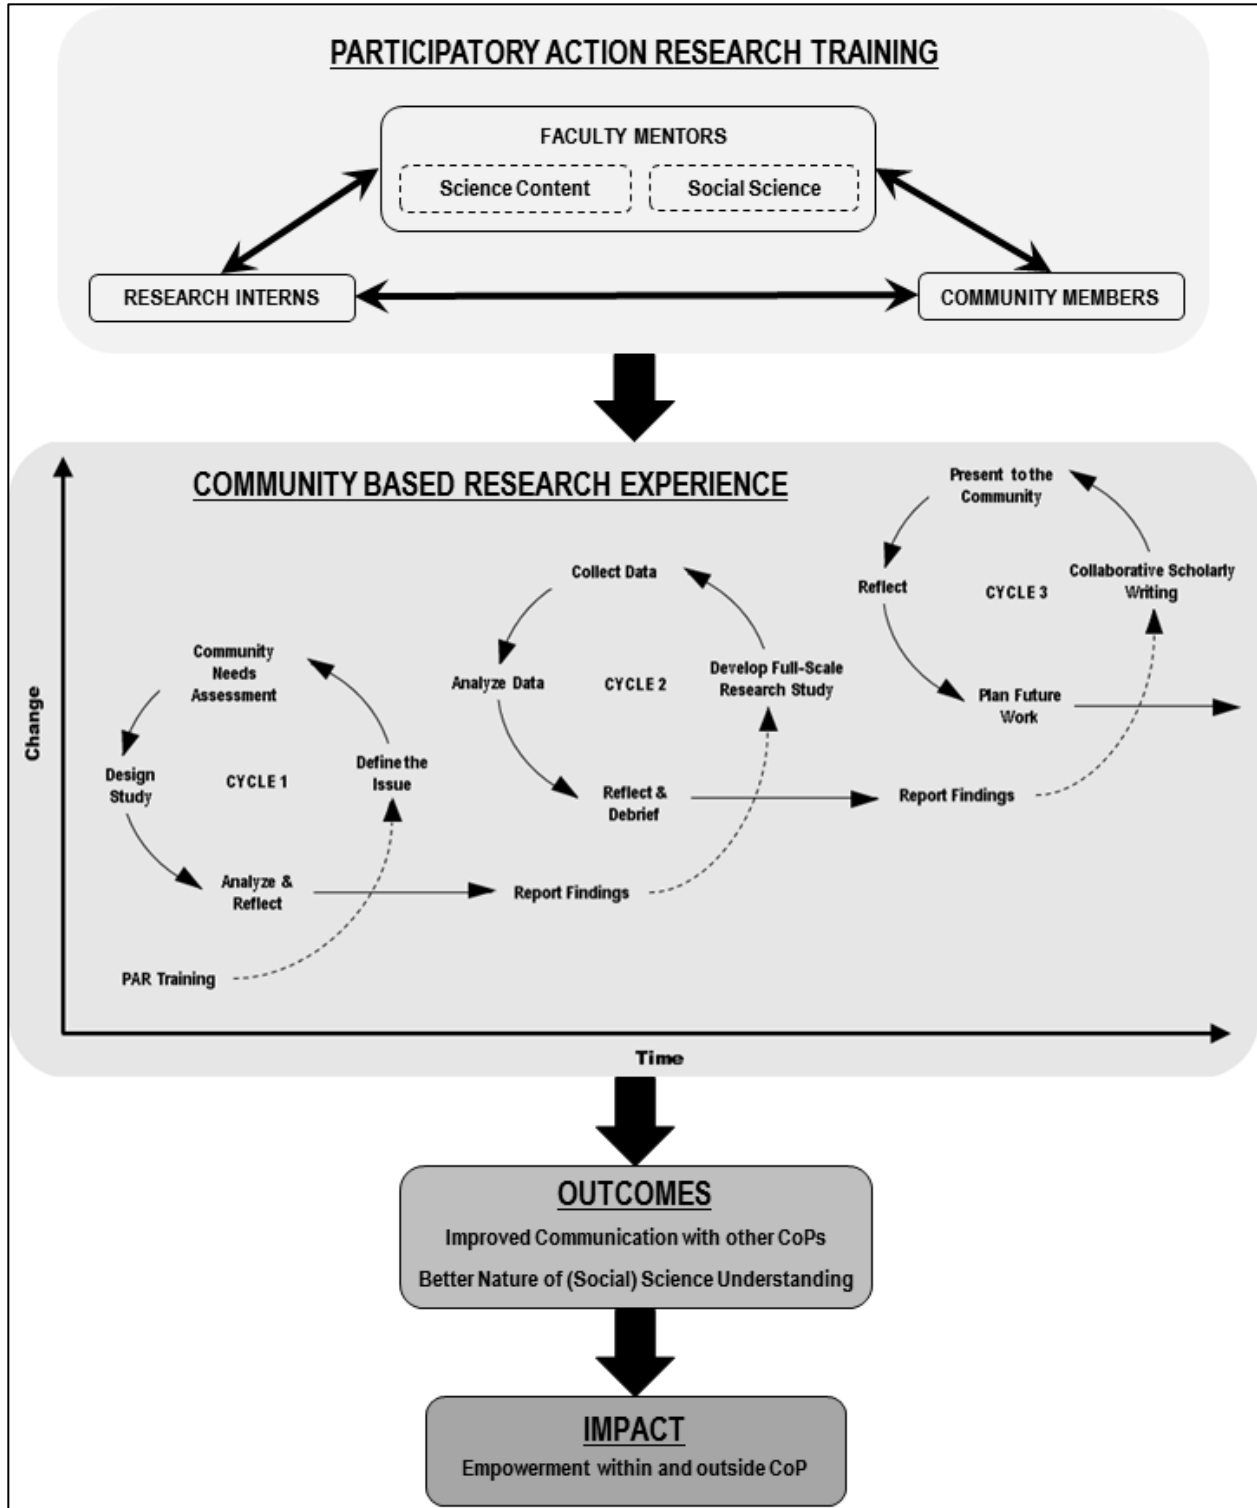 PARTICIPATORY ACTION RESEARCH TRAINING
FACULTY MENTORS
Science Content
Social Science
RESEARCH INTERNS
COMMUNITY MEMBERS
COMMUNITY BASED RESEARCH EXPERIENCE
Change
Time
PAR Training
Define the
Issue
Community
Needs
Assessment
Design
Study
CYCLE 1
Analyze &
Reflect
Report Findings
Develop Full-Scale
Research Study
Collect Data
Analyze Data
CYCLE 2
Reflect &
Debrief
Report Findings
Collaborative Scholarly
Writing
Present to the
Community
Reflect
CYCLE 3
Plan Future
Work
OUTCOMES
Improved Communication with other CoPs
Better Nature of (Social) Science Understanding
IMPACT
Empowerment within and outside CoP